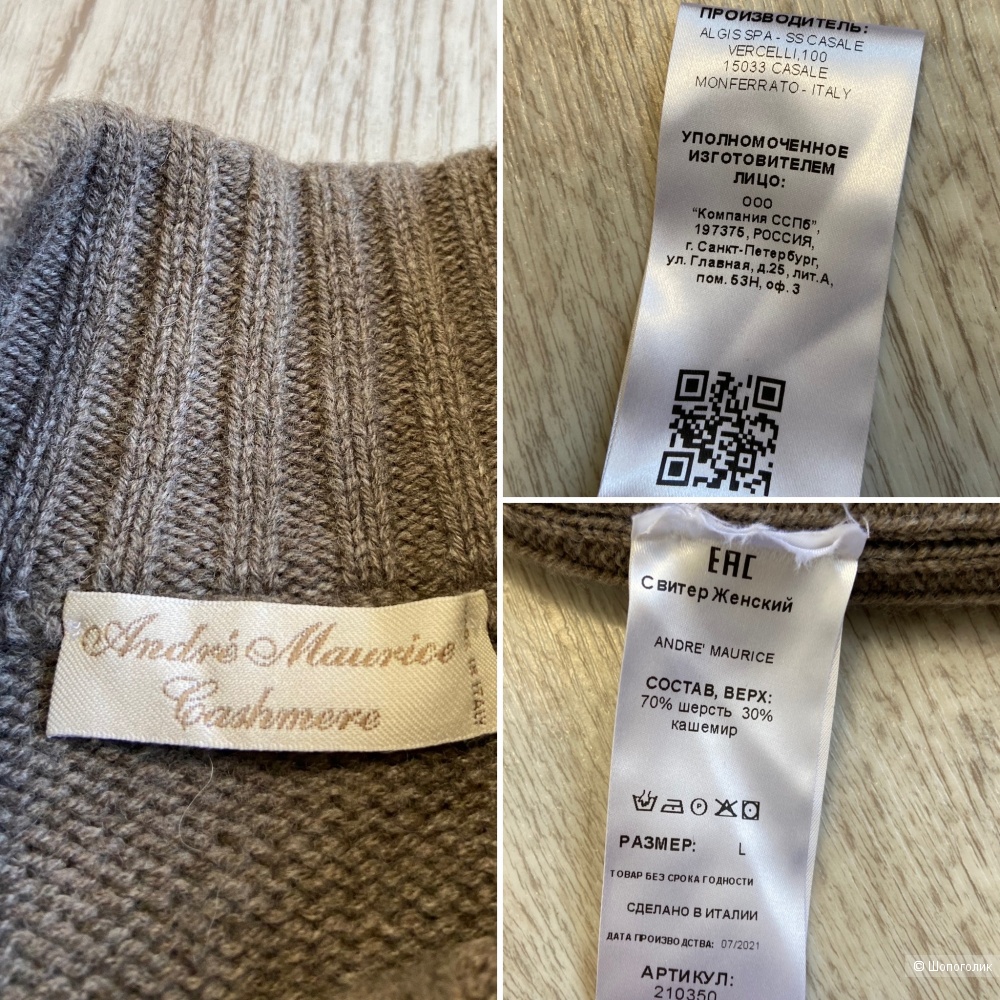 André Maurice
Cashmere
ПРОИЗВОДИТЕЛЬ:
ALGIS SPA - SS CASALE
VERCELLI,100
15033 CASALE
MONFERRATO - ITALY
УПОЛНОМОЧЕННОЕ
ИЗГОТОВИТЕЛЕМ
ЛИЦО:
ООО
"Компания ССПб",
197375, РОССИЯ,
г. Санкт-Петербург,
ул. Главная, д.25, лит.А,
пом. 53Н, оф. 3
EAC
Свитер Женский
ANDRE' MAURICE
СОСТАВ, ВЕРХ:
70% шерсть 30%
кашемир
РАЗМЕР: L
ТОВАР БЕЗ СРОКА ГОДНОСТИ
СДЕЛАНО В ИТАЛИИ
ДАТА ПРОИЗВОДСТВА: 07/2021
АРТИКУЛ:
210350
© Шопоголик